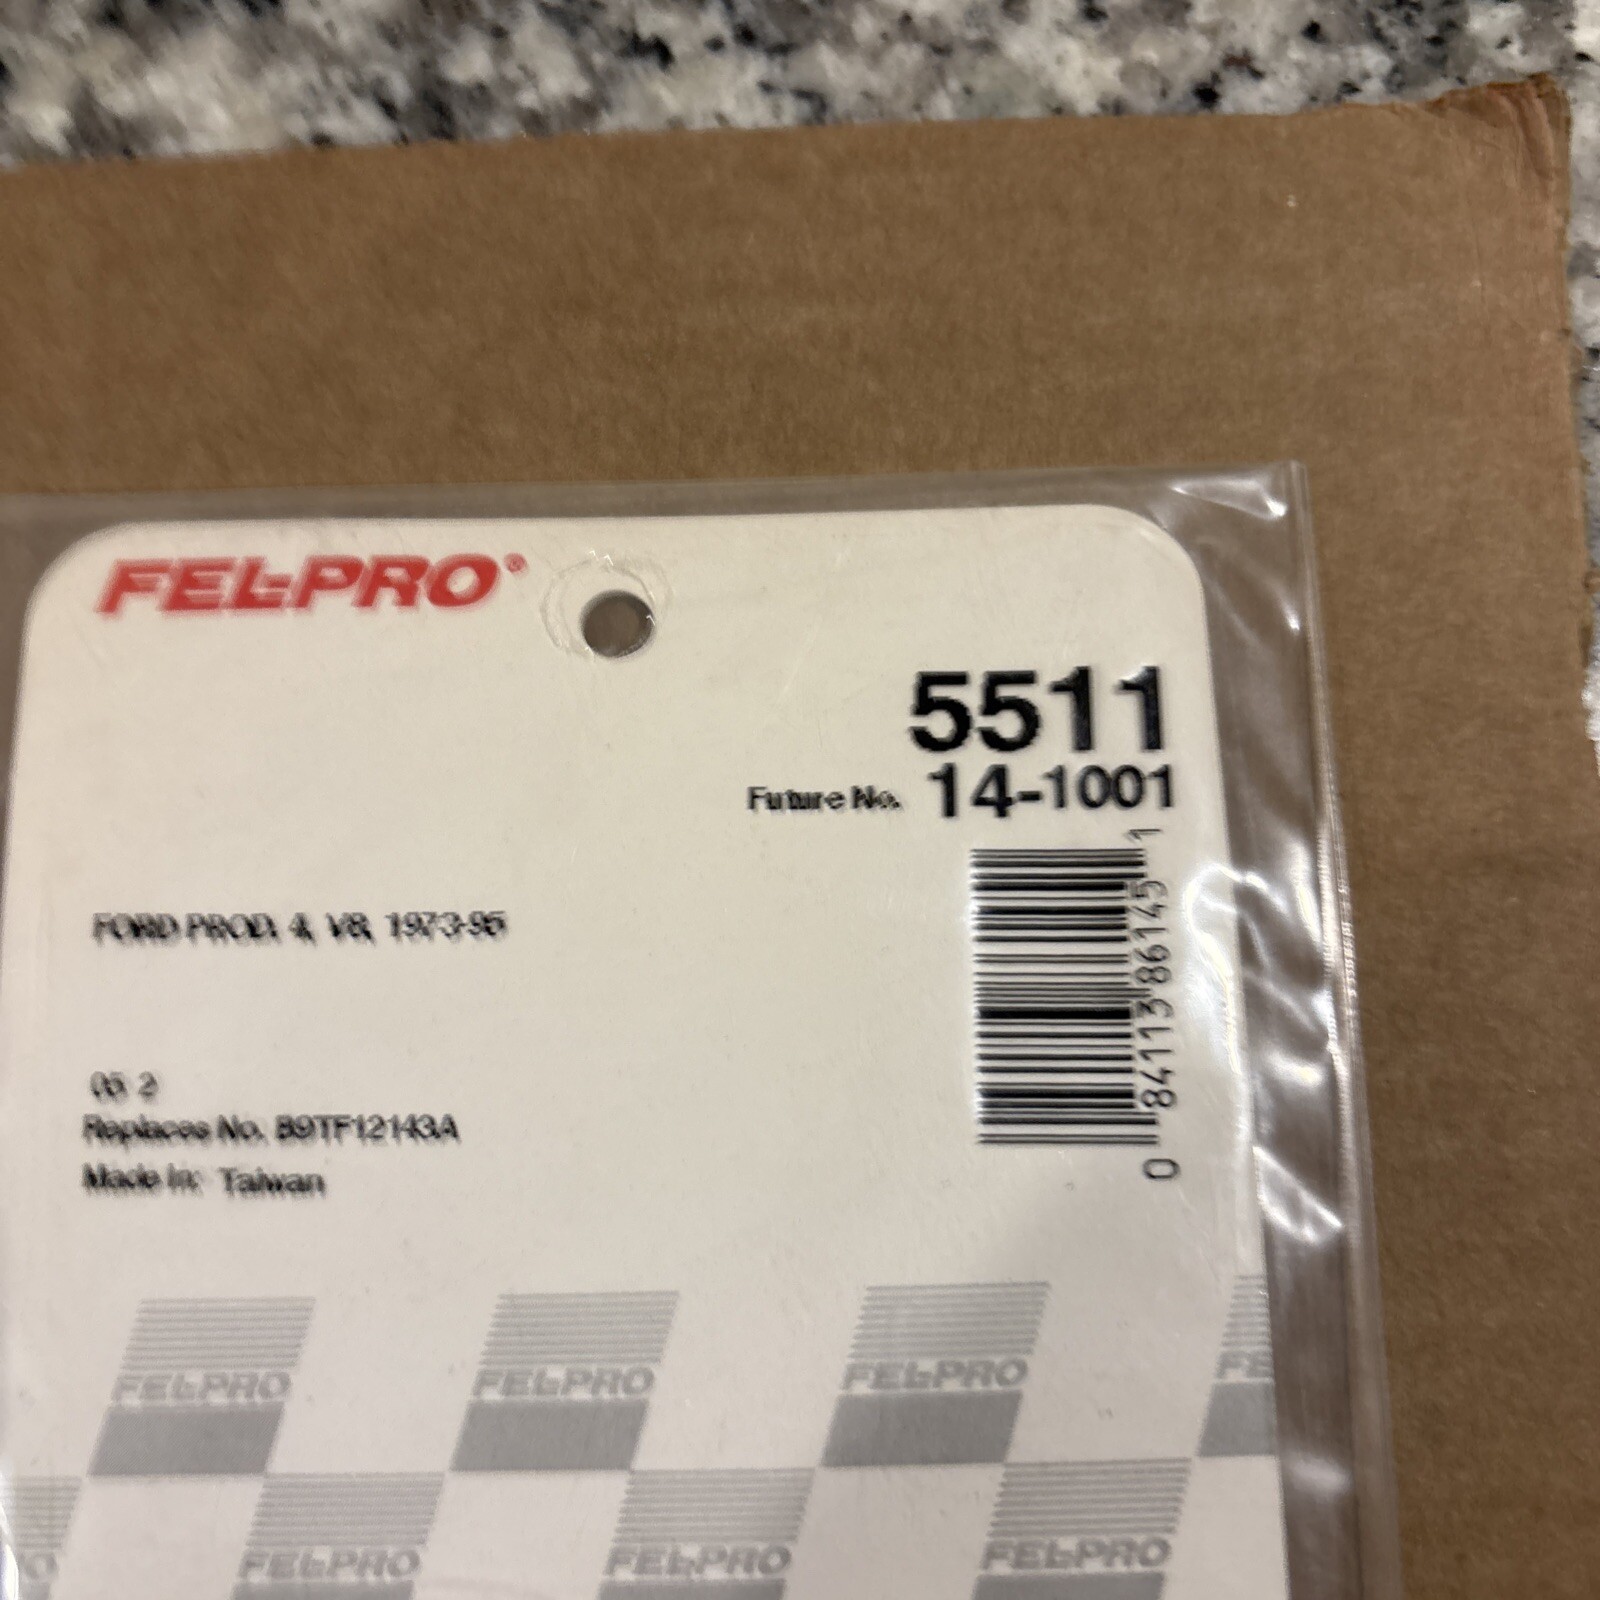 FEL-PRO®
5511
Future No. 14-1001
FORD PROD. 4, V8, 1973-95
0 84113 86145 1
05 2
Replaces No. B9TF12143A
Made In: Taiwan
FEL-PRO FEL-PRO FEL-PRO FE
O FEL-PRO FEL-PRO FEL-PRO